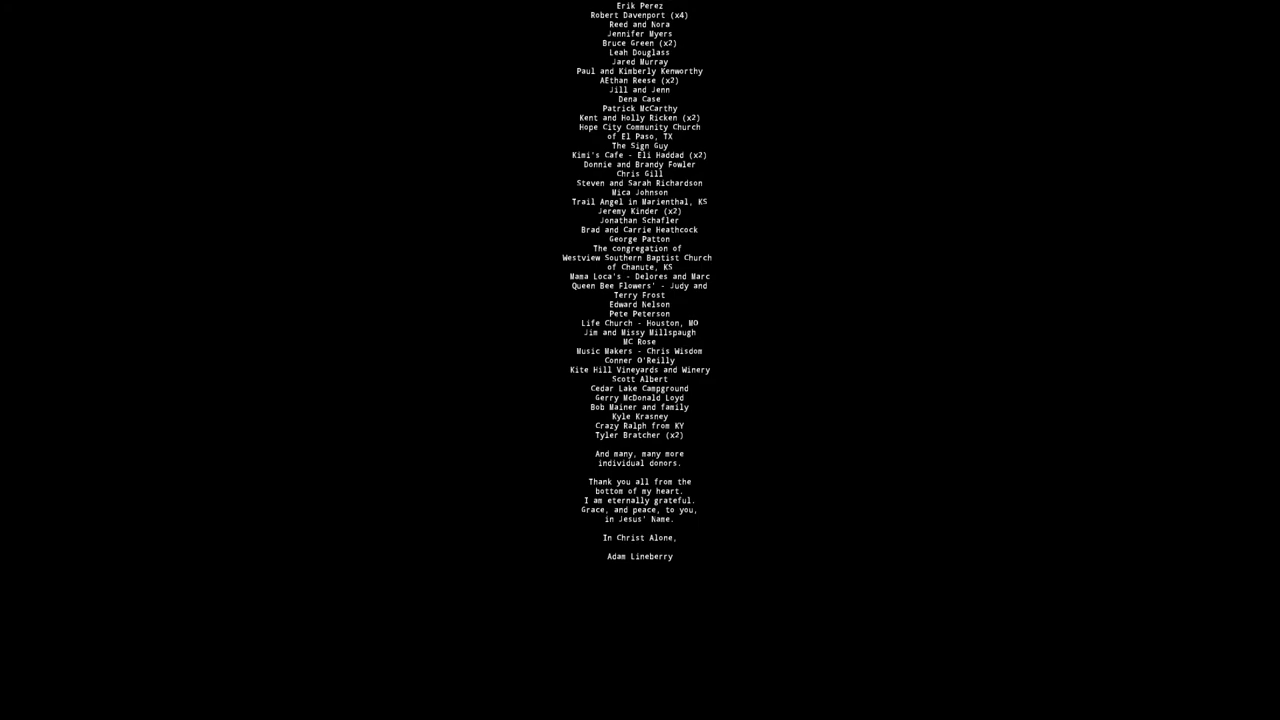 Erik Perez
Robert Davenport (x4)
Reed and Nora
Jennifer Myers
Bruce Green (x2)
Leah Douglass
Jared Murray
Paul and Kimberly Kenworthy
AEthan Reese (x2)
Jill and Jenn
Dena Case
Patrick McCarthy
Kent and Holly Ricken (x2)
Hope City Community Church
of El Paso, TX
The Sign Guy
Kimi's Cafe - Eli Haddad (x2)
Donnie and Brandy Fowler
Chris Gill
Steven and Sarah Richardson
Mica Johnson
Trail Angel in Marienthal, KS
Jeremy Kinder (x2)
Jonathan Schafler
Brad and Carrie Heathcock
George Patton
The congregation of
Westview Southern Baptist Church
of Chanute, KS
Mama Loca's - Delores and Marc
Queen Bee Flowers' - Judy and
Terry Frost
Edward Nelson
Pete Peterson
Life Church - Houston, MO
Jim and Missy Millspaugh
MC Rose
Music Makers - Chris Wisdom
Conner O'Reilly
Kite Hill Vineyards and Winery
Scott Albert
Cedar Lake Campground
Gerry McDonald Loyd
Bob Mainer and family
Kyle Krasney
Crazy Ralph from KY
Tyler Bratcher (x2)
And many, many more
individual donors.
Thank you all from the
bottom of my heart.
I am eternally grateful.
Grace, and peace, to you,
in Jesus' Name.
In Christ Alone,
Adam Lineberry